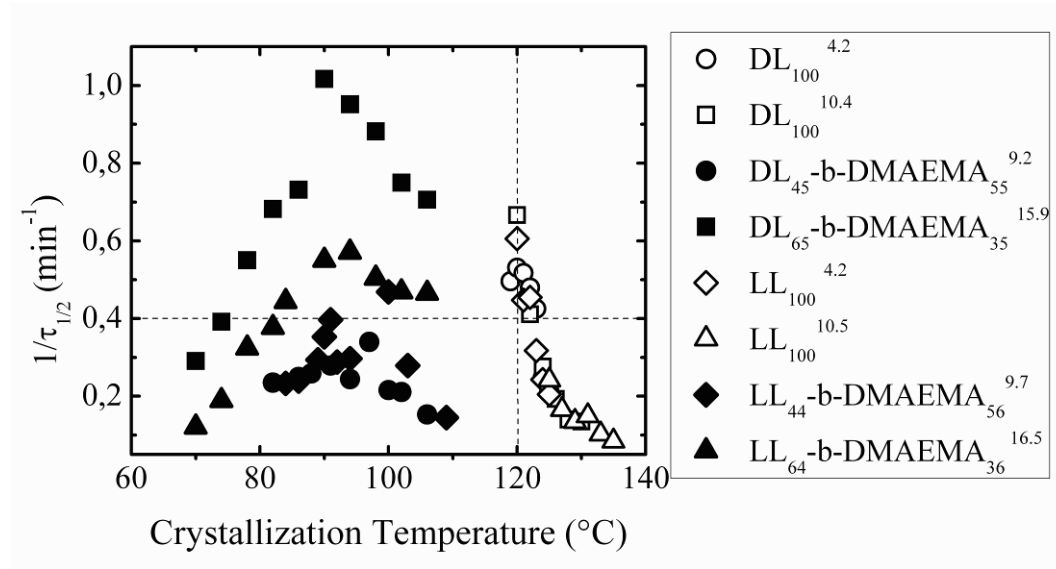 1,0
0,8
0,6
0,4
0,2
1/τ1/2 (min-1)
60 80 100 120 140
Crystallization Temperature (°C)
DL100 4.2
DL100 10.4
DL45-b-DMAEMA55 9.2
DL65-b-DMAEMA35 15.9
LL100 4.2
LL100 10.5
LL44-b-DMAEMA56 9.7
LL64-b-DMAEMA36 16.5